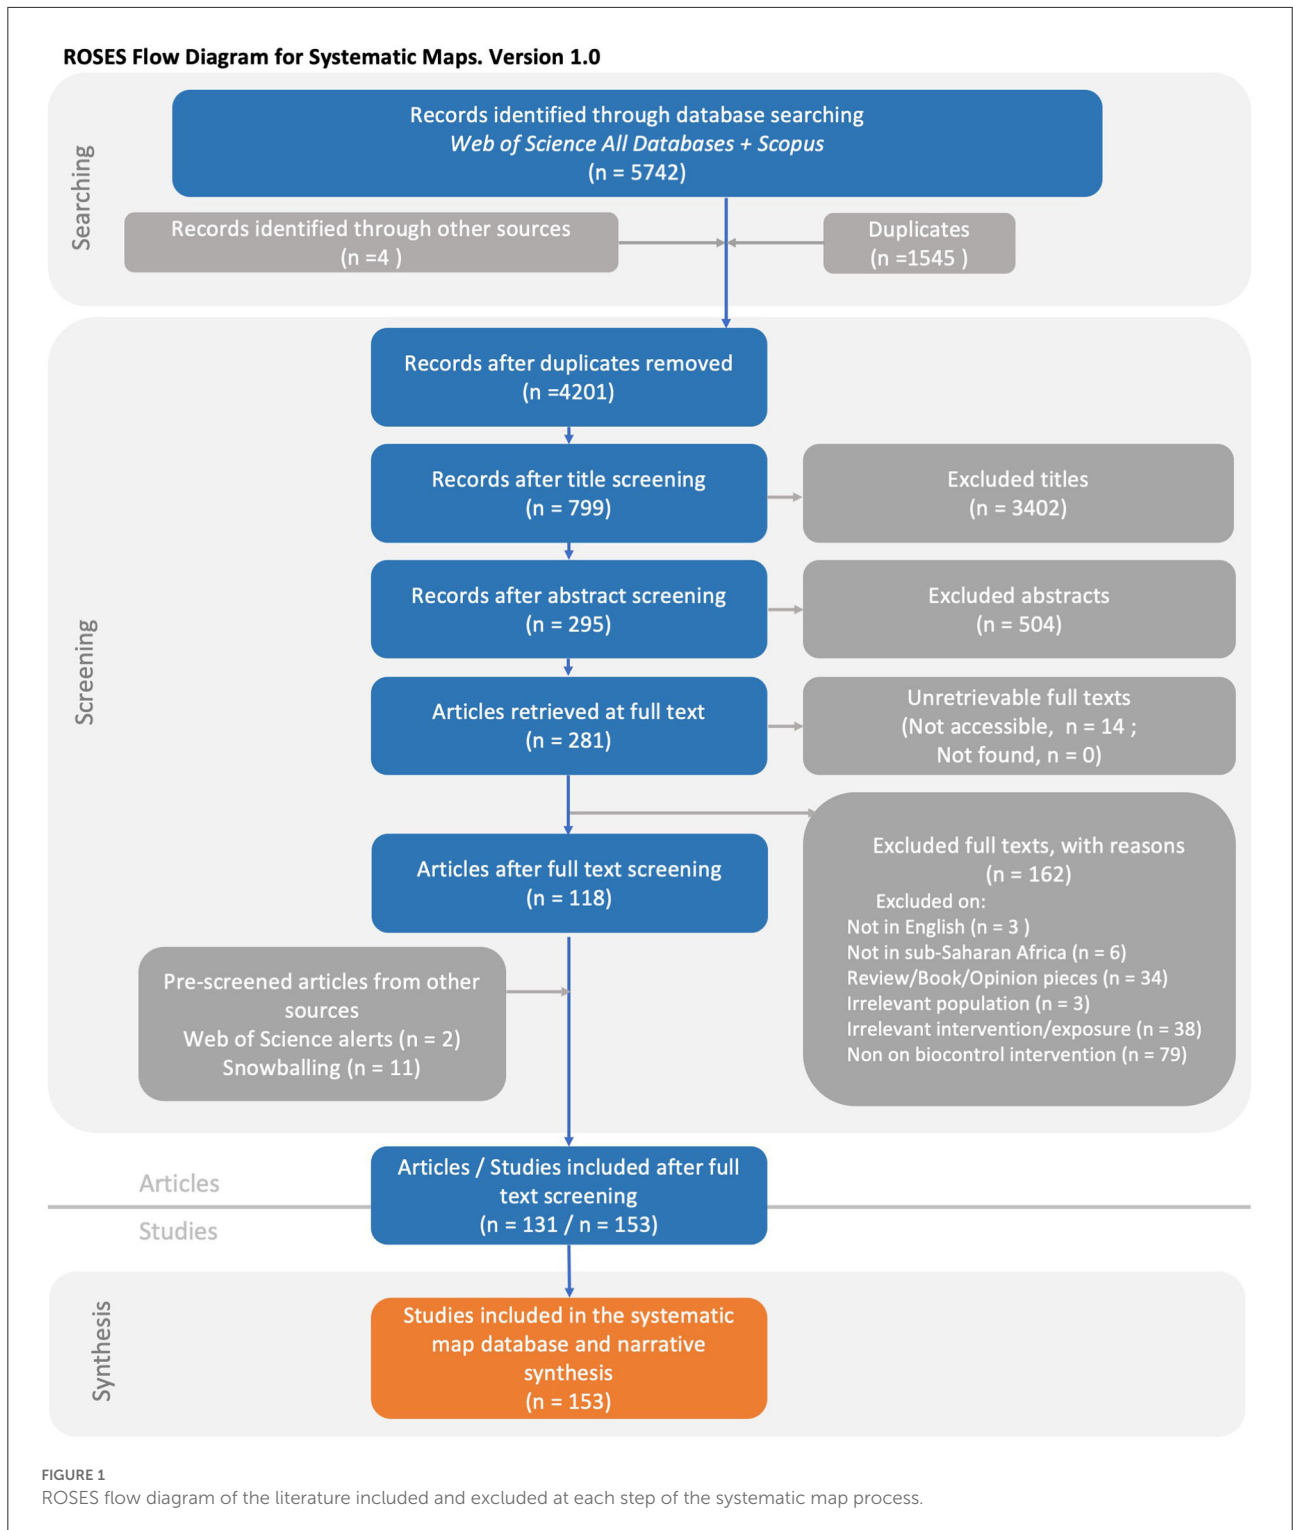 ROSES Flow Diagram for Systematic Maps. Version 1.0
Searching
Records identified through database searching
Web of Science All Databases + Scopus
(n = 5742)
Records identified through other sources
(n =4 )
Duplicates
(n =1545 )
Screening
Records after duplicates removed
(n =4201)
Records after title screening
(n = 799)
Excluded titles
(n = 3402)
Records after abstract screening
(n = 295)
Excluded abstracts
(n = 504)
Articles retrieved at full text
(n = 281)
Unretrievable full texts
(Not accessible, n = 14 ;
Not found, n = 0)
Excluded full texts, with reasons
(n = 162)
Excluded on:
Not in English (n = 3 )
Not in sub-Saharan Africa (n = 6)
Review/Book/Opinion pieces (n = 34)
Irrelevant population (n = 3)
Irrelevant intervention/exposure (n = 38)
Non on biocontrol intervention (n = 79)
Articles after full text screening
(n = 118)
Pre-screened articles from other
sources
Web of Science alerts (n = 2)
Snowballing (n = 11)
Articles
Studies
Articles / Studies included after full
text screening
(n = 131 / n = 153)
Synthesis
Studies included in the systematic
map database and narrative
synthesis
(n = 153)
FIGURE 1
ROSES flow diagram of the literature included and excluded at each step of the systematic map process.